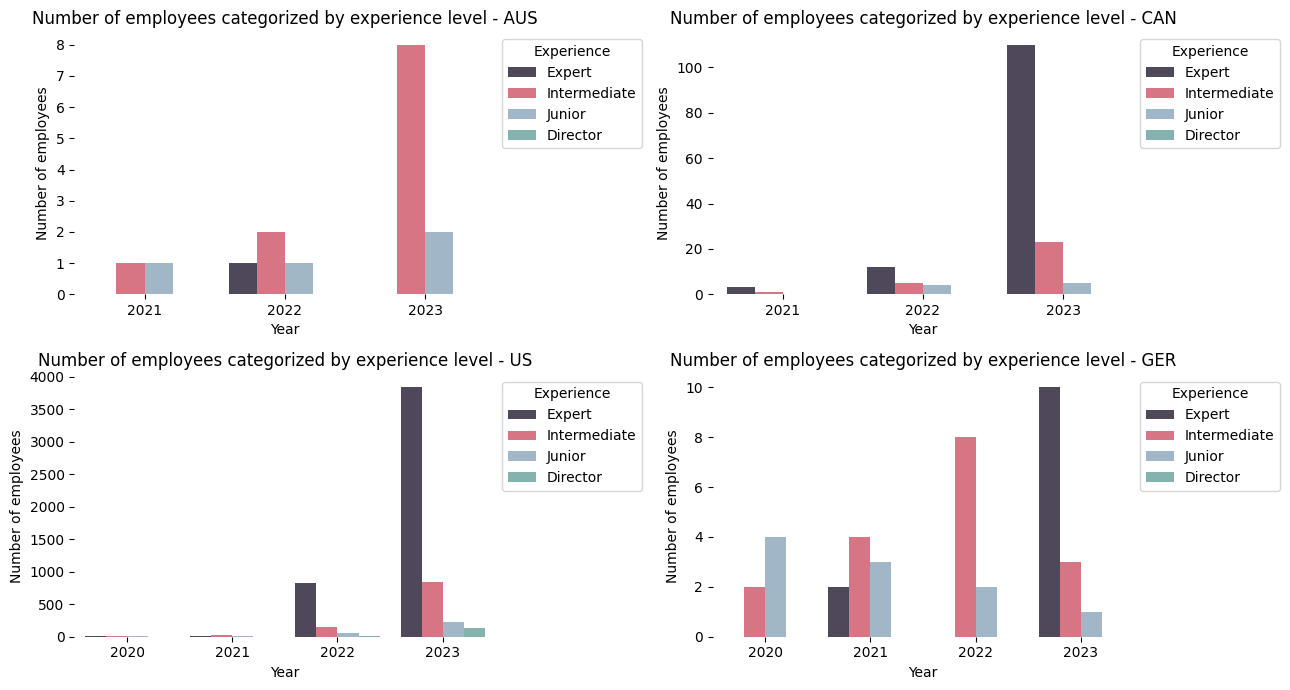 Number of employees categorized by experience level - AUS
Number of employees
8
7
6
5
4
3
2
1
0
2021
2022
2023
Year
Experience
Expert
Intermediate
Junior
Director
Number of employees categorized by experience level - CAN
Number of employees
100
80
60
40
20
0
2021
2022
2023
Year
Experience
Expert
Intermediate
Junior
Director
Number of employees categorized by experience level - US
Number of employees
4000
3500
3000
2500
2000
1500
1000
500
0
2020
2021
2022
2023
Year
Experience
Expert
Intermediate
Junior
Director
Number of employees categorized by experience level - GER
Number of employees
10
8
6
4
2
0
2020
2021
2022
2023
Year
Experience
Expert
Intermediate
Junior
Director